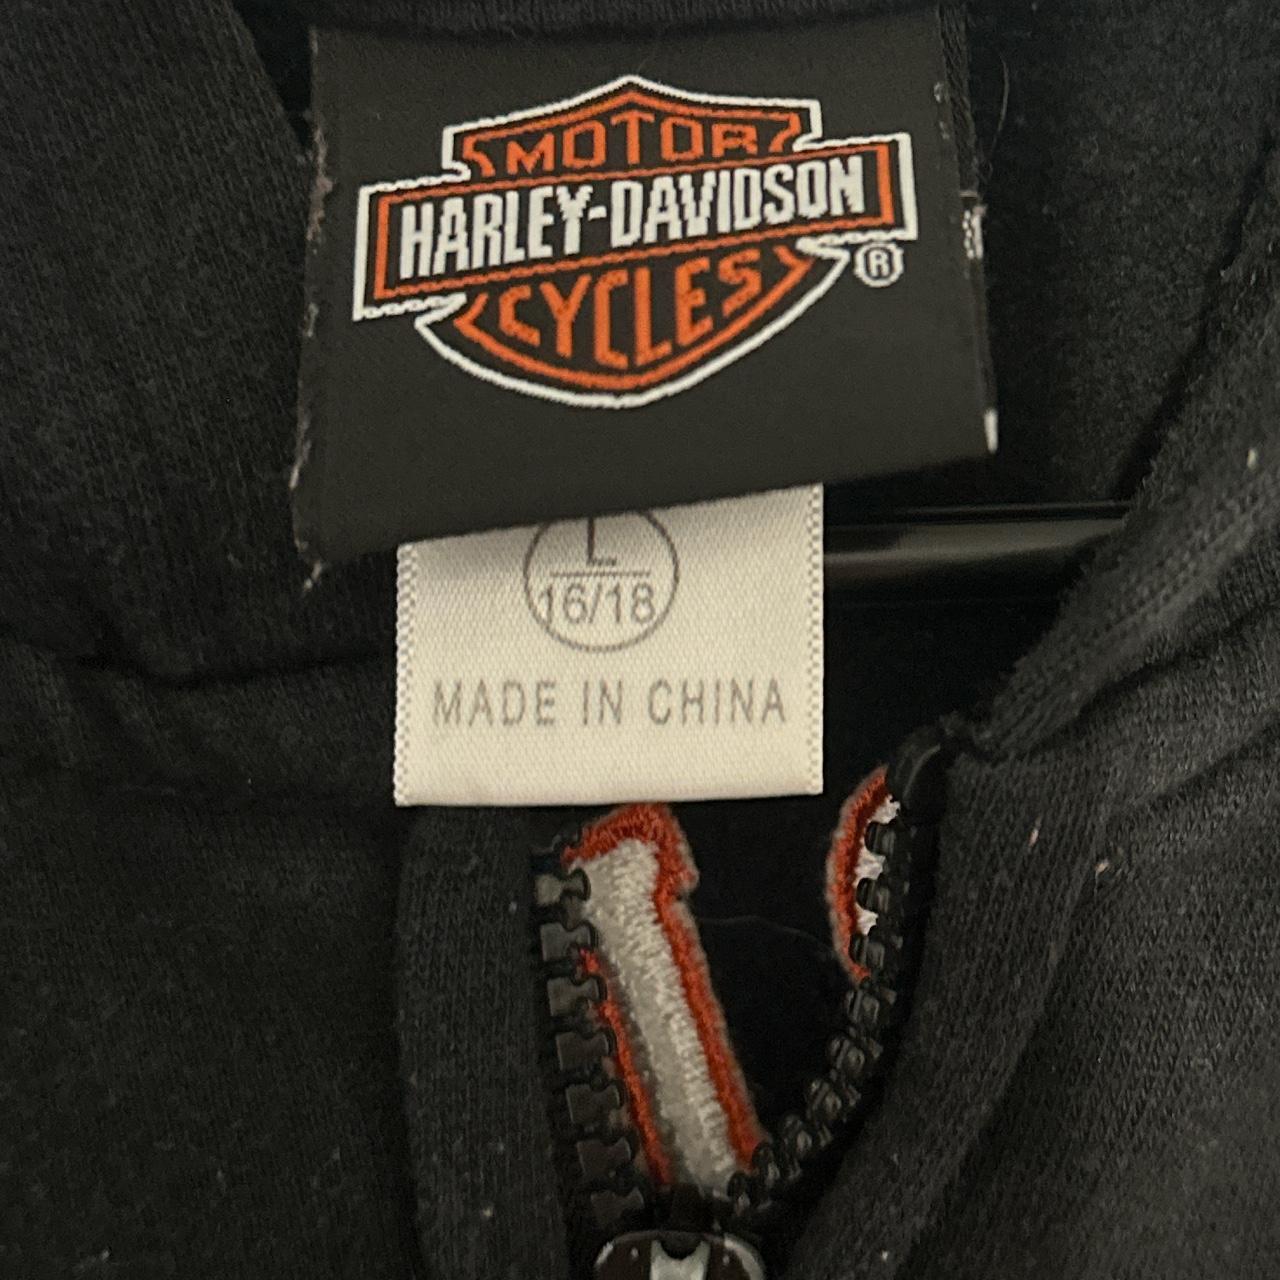 MOTOR
HARLEY-DAVIDSON
®
CYCLES
L
16/18
MADE IN CHINA